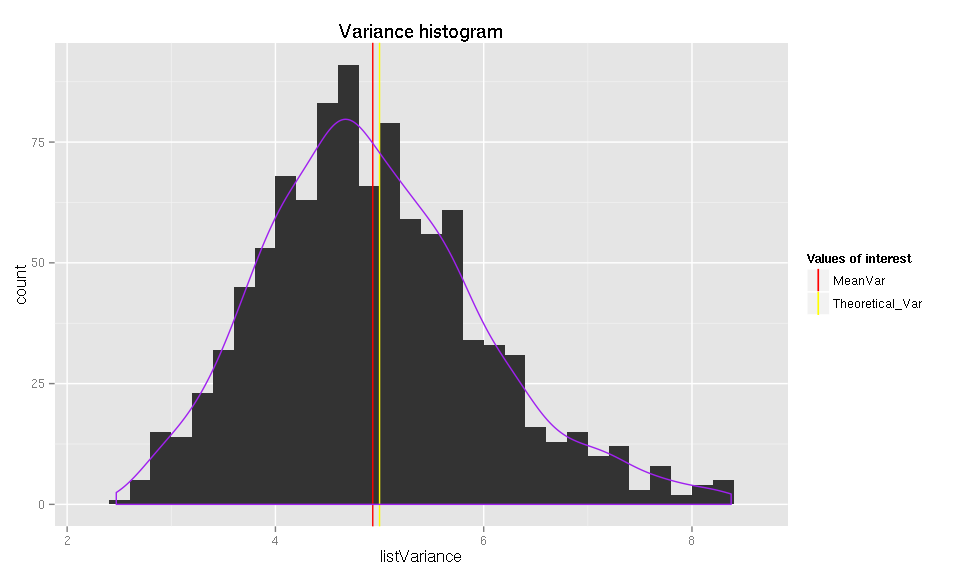 Variance histogram
count
75
50
25
0
2
4
6
8
listVariance
Values of interest
MeanVar
Theoretical_Var